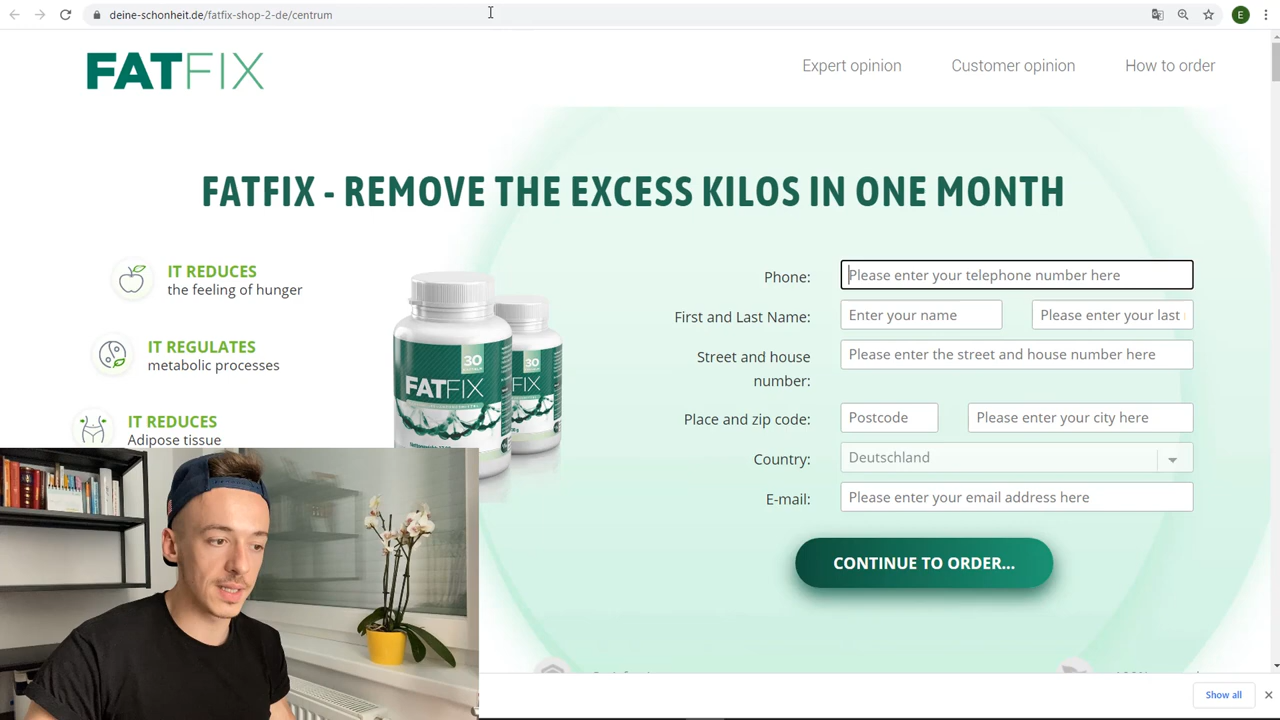 deine-schonheit.de/fatfix-shop-2-de/centrum
E
FATFIX
Expert opinion
Customer opinion
How to order
FATFIX - REMOVE THE EXCESS KILOS IN ONE MONTH
IT REDUCES
the feeling of hunger
IT REGULATES
metabolic processes
IT REDUCES
Adipose tissue
30
FATFIX
30
FIX
Phone:
Please enter your telephone number here
First and Last Name:
Enter your name
Please enter your last
Street and house
number:
Please enter the street and house number here
Place and zip code:
Postcode
Please enter your city here
Country:
Deutschland
E-mail:
Please enter your email address here
CONTINUE TO ORDER...
Show all